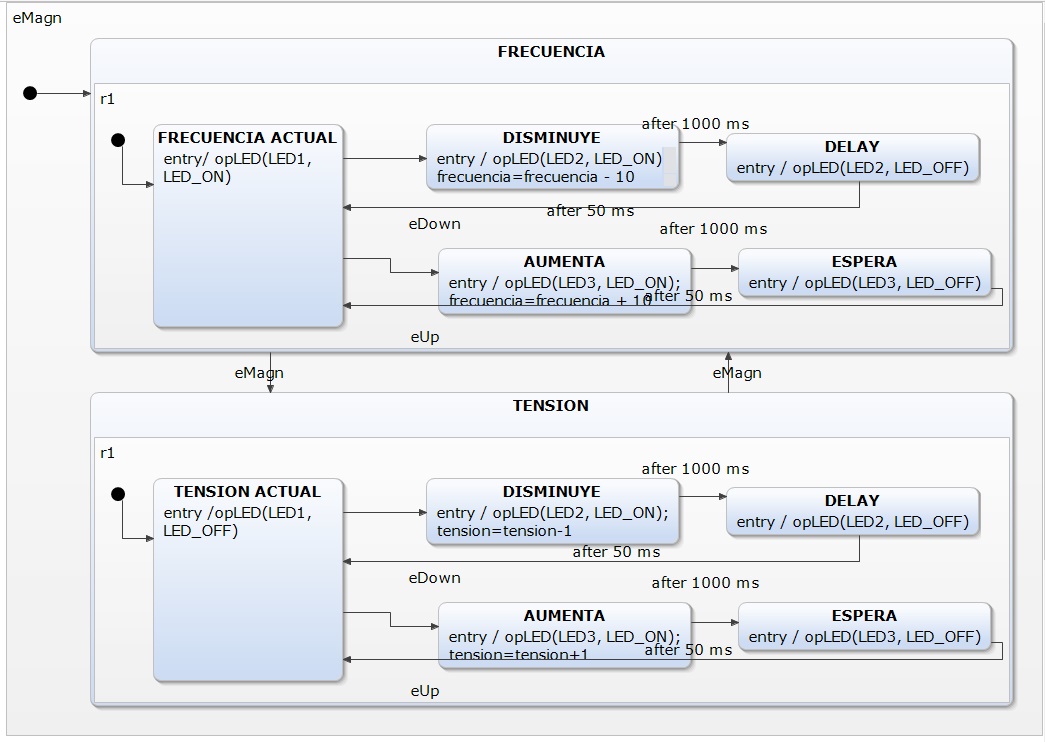 eMagn
FRECUENCIA
r1
FRECUENCIA ACTUAL
entry/ opLED(LED1,
LED_ON)
DISMINUYE
entry / opLED(LED2, LED_ON)
frecuencia=frecuencia - 10
after 1000 ms
DELAY
entry / opLED(LED2, LED_OFF)
after 50 ms
eDown
after 1000 ms
AUMENTA
entry / opLED(LED3, LED_ON);
frecuencia=frecuencia + 10
ESPERA
entry / opLED(LED3, LED_OFF)
after 50 ms
eUp
eMagn
eMagn
TENSION
r1
TENSION ACTUAL
entry /opLED(LED1,
LED_OFF)
DISMINUYE
entry / opLED(LED2, LED_ON);
tension=tension-1
after 1000 ms
DELAY
entry / opLED(LED2, LED_OFF)
after 50 ms
eDown
after 1000 ms
AUMENTA
entry / opLED(LED3, LED_ON);
tension=tension+1
ESPERA
entry / opLED(LED3, LED_OFF)
after 50 ms
eUp